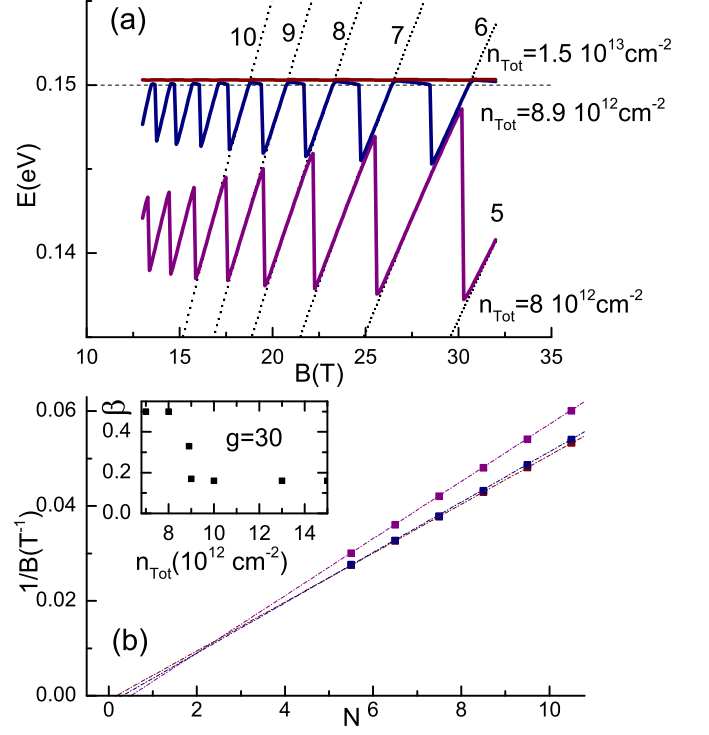 (a)
10 9 8 7 6
n_Tot=1.5 10^13cm^-2
0.15
n_Tot=8.9 10^12cm^-2
E(eV)
5
0.14
n_Tot=8 10^12cm^-2
10 15 20 25 30 35
B(T)
0.06
β
0.4
g=30
0.2
0.0
8 10 12 14
n_Tot(10^12 cm^-2)
0.04
1/B(T^-1)
0.02
(b)
0.00
0 2 4 6 8 10
N